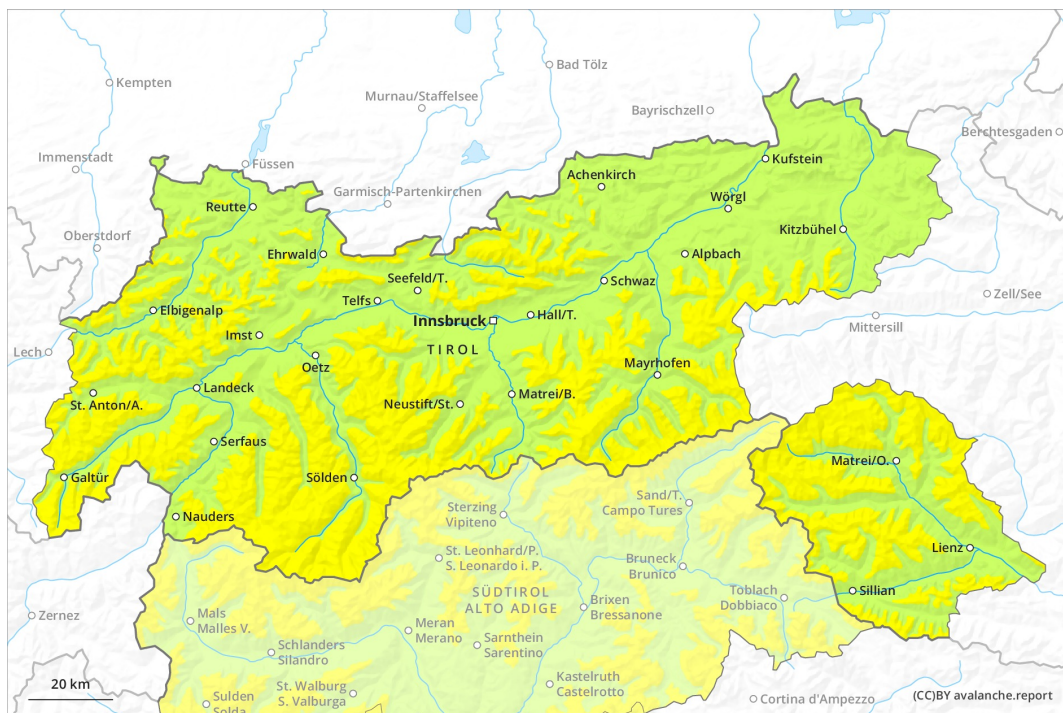 Kempten
Bad Tölz
Murnau/Staffelsee
Bayrischzell
Berchtesgaden
Immenstadt
Füssen
Kufstein
Achenkirch
Garmisch-Partenkirchen
Wörgl
Reutte
Oberstdorf
Kitzbühel
Ehrwald
Alpbach
Seefeld/T.
Schwaz
Zell/See
Telfs
Elbigenalp
Innsbruck
Hall/T.
Mittersill
Imst
Lech
TIROL
Oetz
Mayrhofen
Landeck
St. Anton/A.
Neustift/St.
Matrei/B.
Serfaus
Matrei/O.
Galtür
Sölden
Sand/T.
Campo Tures
Sterzing
Vipiteno
Nauders
Lienz
St. Leonhard/P.
S. Leonardo i. P.
Bruneck
Brunico
Toblach
Dobbiaco
Sillian
SÜDTIROL
ALTO ADIGE
Brixen
Bressanone
Zernez
Mals
Malles V.
Meran
Merano
Sarnthein
Sarentino
Schlanders
Silandro
Kastelruth
Castelrotto
20 km
St. Walburg
S. Valburga
Sulden
Solda
Cortina d'Ampezzo
(CC)BY avalanche.report